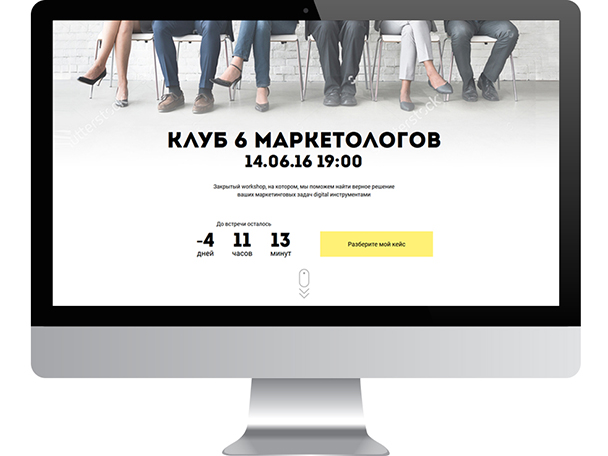 КЛУБ 6 МАРКЕТОЛОГОВ
14.06.16 19:00
Закрытый workshop, на котором, мы поможем найти верное решение
ваших маркетинговых задач digital инструментами
До встречи осталось
-4 11 13
дней часов минут
Разберите мой кейс